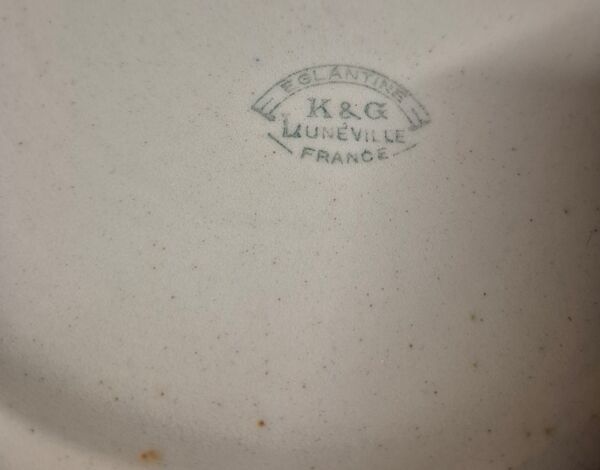 EGLANTINE
K & G
LUNÉVILLE
FRANCE